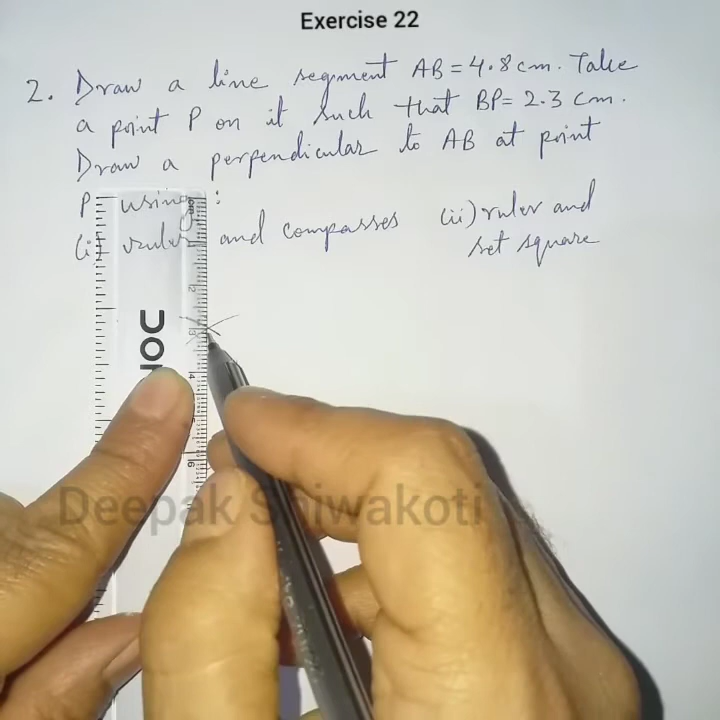 Exercise 22
2. Draw a line segment AB = 4.8 cm. Take
a point P on it such that BP = 2.3 cm.
Draw a perpendicular to AB at point
P using :
(i) ruler and compasses (ii) ruler and
set square
Deepak Shiwakoti